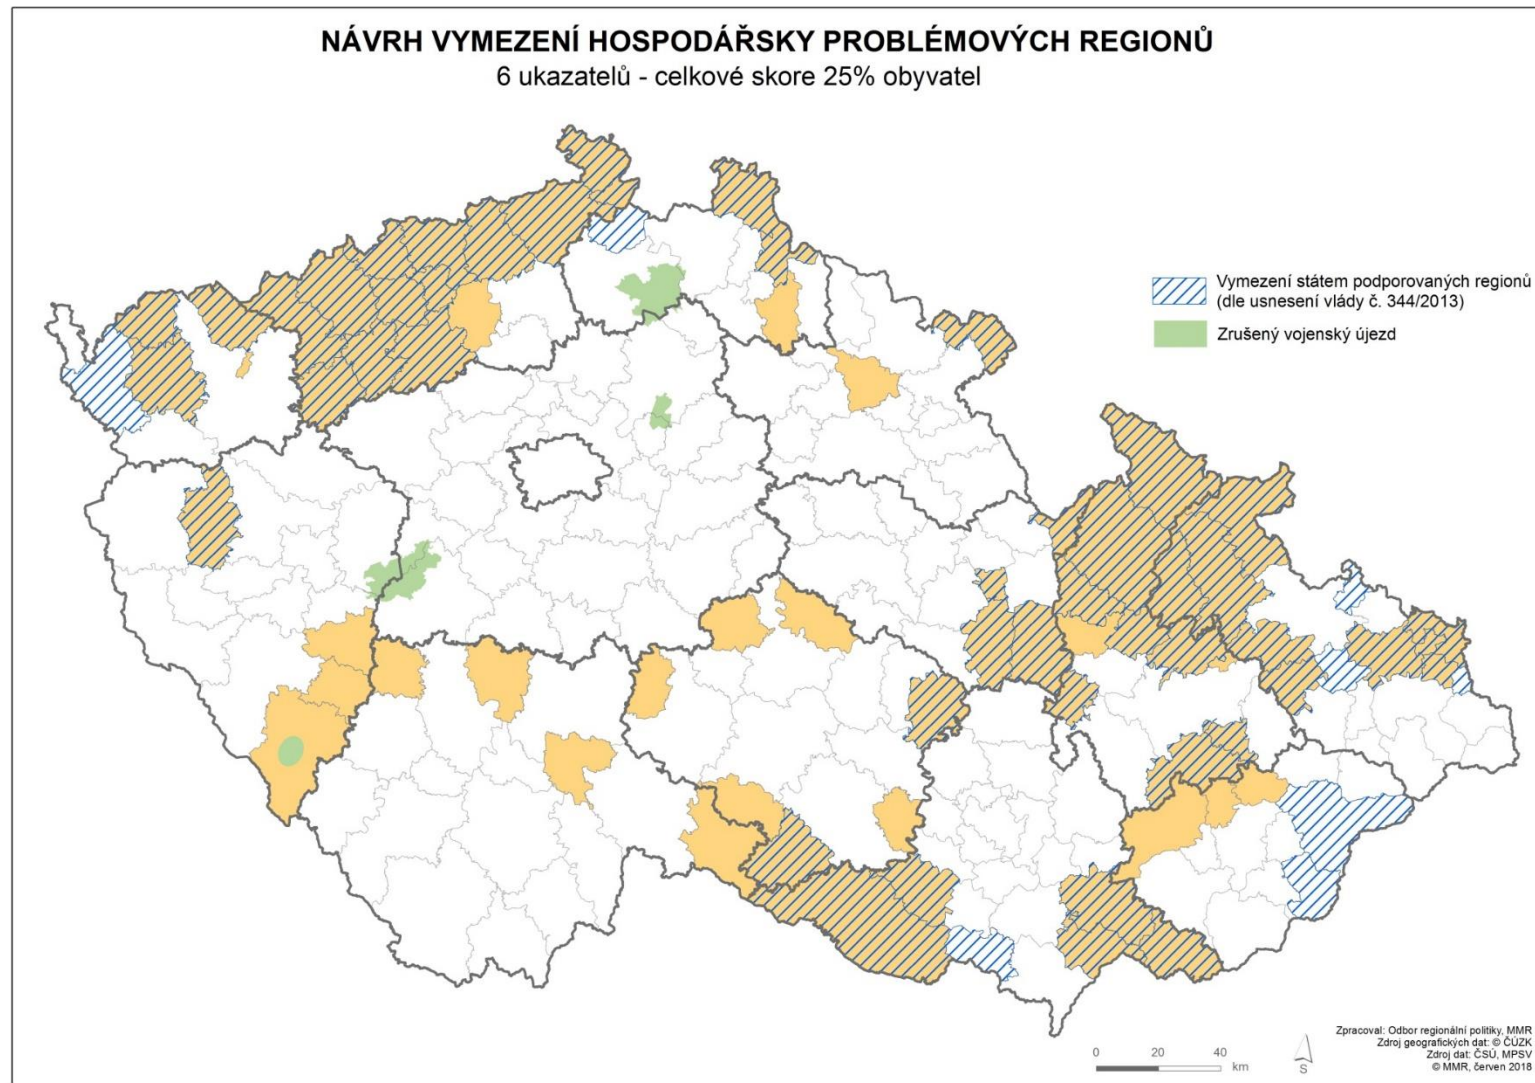 NÁVRH VYMEZENÍ HOSPODÁŘSKY PROBLÉMOVÝCH REGIONŮ
6 ukazatelů - celkové skore 25% obyvatel
Vymezení státem podporovaných regionů
(dle usnesení vlády č. 344/2013)
Zrušený vojenský újezd
Zpracoval: Odbor regionální politiky, MMR
Zdroj geografických dat: © ČÚZK
Zdroj dat: ČSÚ, MPSV
© MMR, červen 2018
0 20 40
km
S